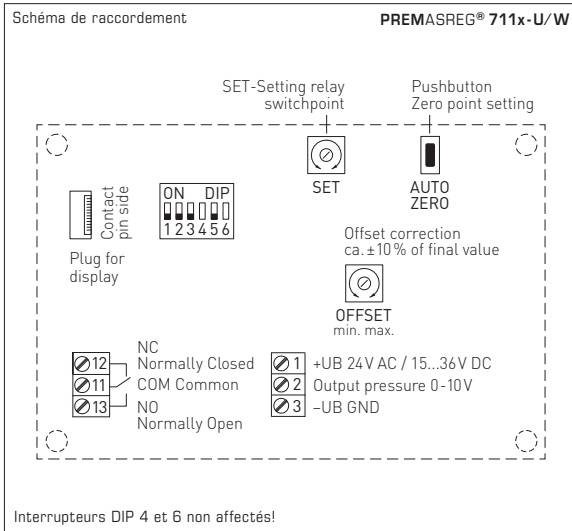 Schéma de raccordement
PREMASREG® 711x-U/W
SET-Setting relay
switchpoint
Pushbutton
Zero point setting
SET
AUTO
ZERO
Contact
pin side
ON DIP
1 2 3 4 5 6
Plug for
display
Offset correction
ca. ±10% of final value
OFFSET
min. max.
NC
12 Normally Closed
11 COM Common
13 NO
Normally Open
1 +UB 24V AC / 15...36V DC
2 Output pressure 0-10V
3 –UB GND
Interrupteurs DIP 4 et 6 non affectés!